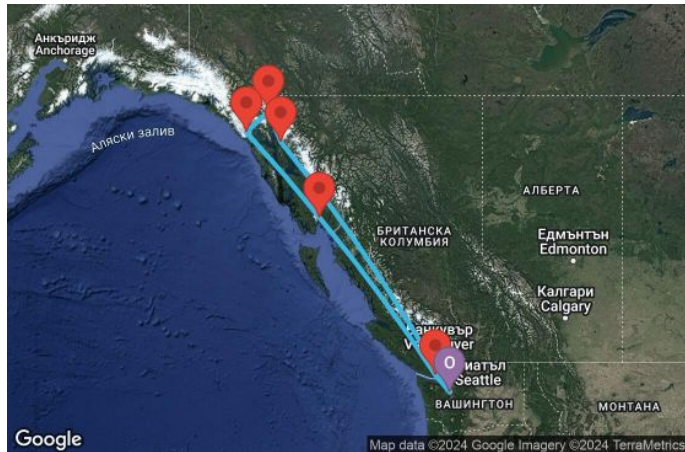 Анкъридж
Anchorage
Аляски залив
АЛБЕРТА
БРИТАНСКА
КОЛУМБИЯ
Едмънтън
Edmonton
Калгари
Calgary
O
Seattle
ВАШИНГТОН
МОНТАНА
Google
Map data ©2024 Google Imagery ©2024 TerraMetrics